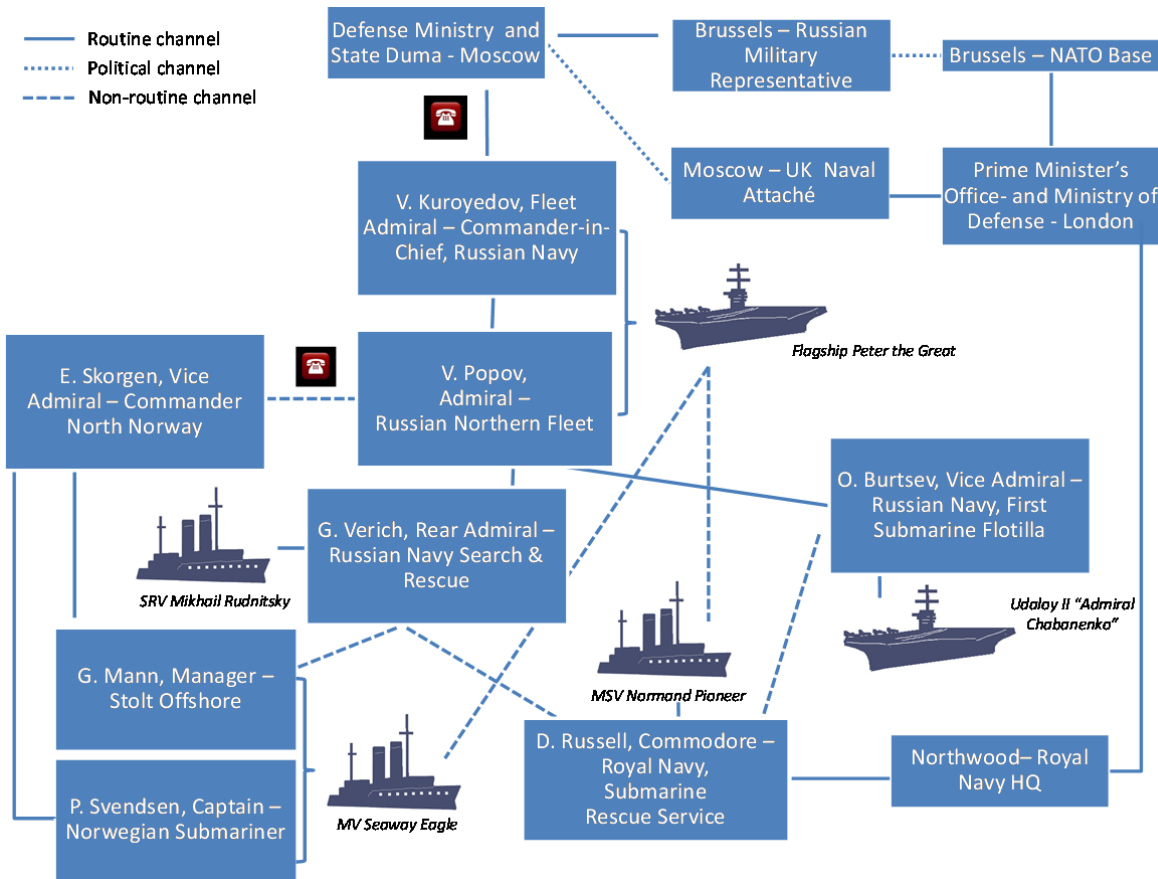 Routine channel
Political channel
Non-routine channel
Defense Ministry and
State Duma - Moscow
Brussels – Russian
Military
Representative
Brussels – NATO Base
Moscow – UK Naval
Attaché
Prime Minister's
Office- and Ministry of
Defense - London
V. Kuroyedov, Fleet
Admiral – Commander-in-
Chief, Russian Navy
Flagship Peter the Great
E. Skorgen, Vice
Admiral – Commander
North Norway
V. Popov,
Admiral –
Russian Northern Fleet
O. Burtsev, Vice Admiral –
Russian Navy, First
Submarine Flotilla
G. Verich, Rear Admiral –
Russian Navy Search &
Rescue
SRV Mikhail Rudnitsky
Udaloy II “Admiral
Chabanenko”
G. Mann, Manager –
Stolt Offshore
MSV Normand Pioneer
P. Svendsen, Captain –
Norwegian Submariner
MV Seaway Eagle
D. Russell, Commodore –
Royal Navy,
Submarine
Rescue Service
Northwood– Royal
Navy HQ